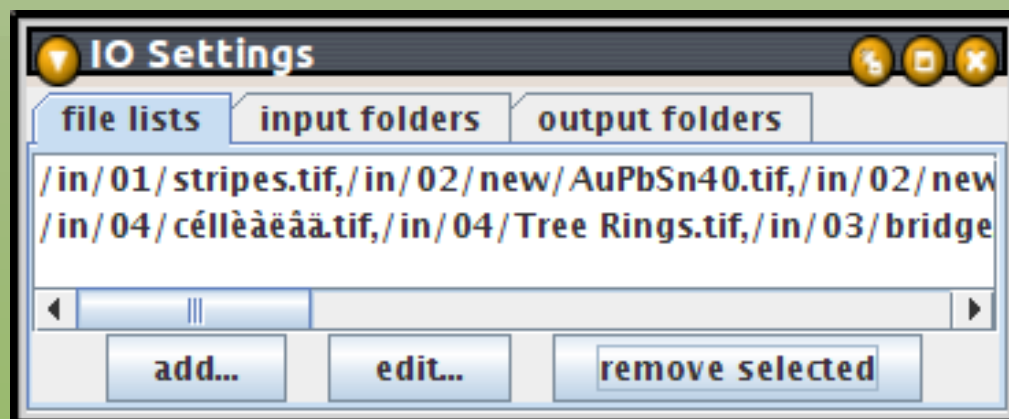 IO Settings
file lists input folders output folders
/in/01/stripes.tif,/in/02/new/AuPbSn40.tif,/in/02/new
/in/04/céllèàëâä.tif,/in/04/Tree Rings.tif,/in/03/bridge
add... edit... remove selected